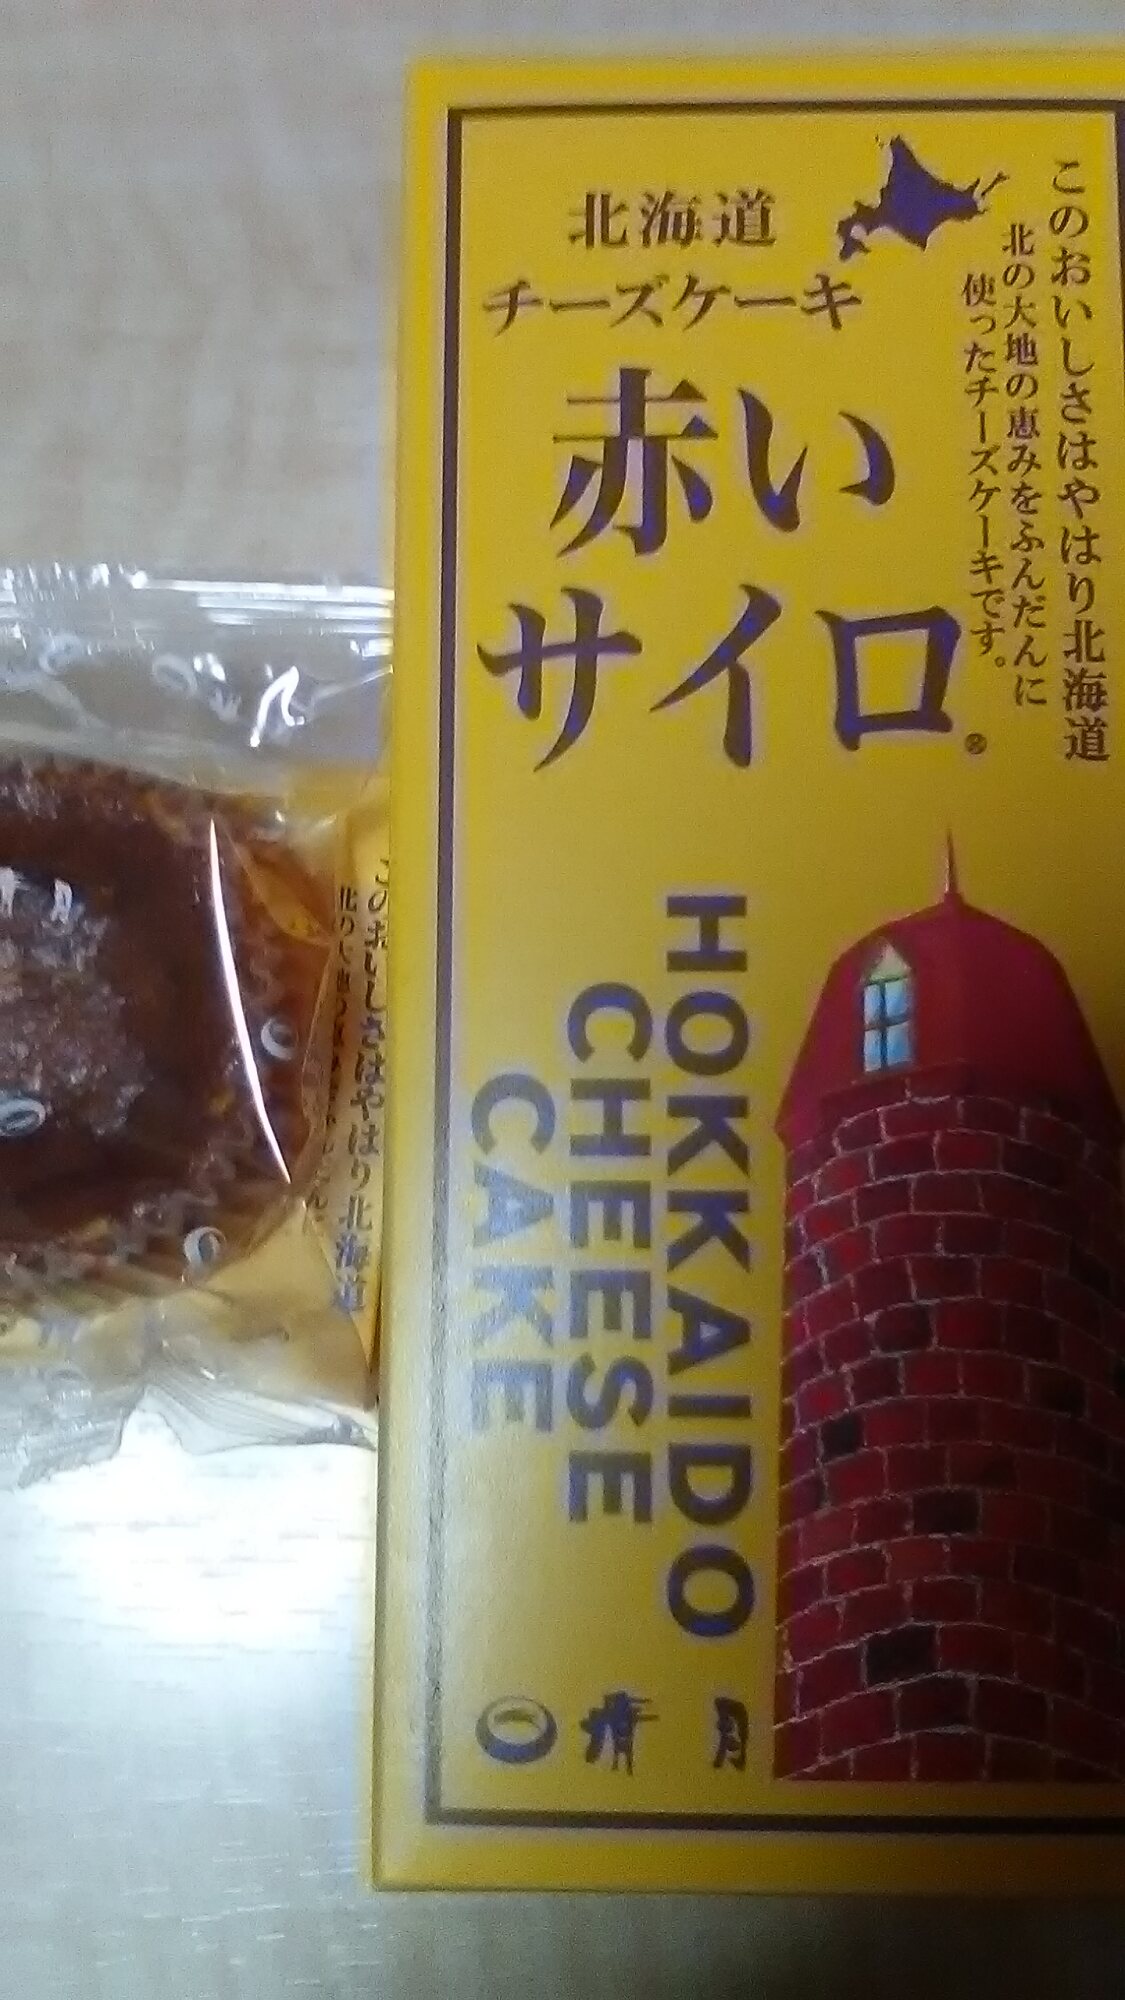 このおいしさはやはり北海道
北の大地の恵みをふんだんに
使ったチーズケーキです。
北海道
チーズケーキ
赤い
サイロ®
HOKKAIDO
CHEESE
CAKE
清月
このおいしさはやはり北海道
月